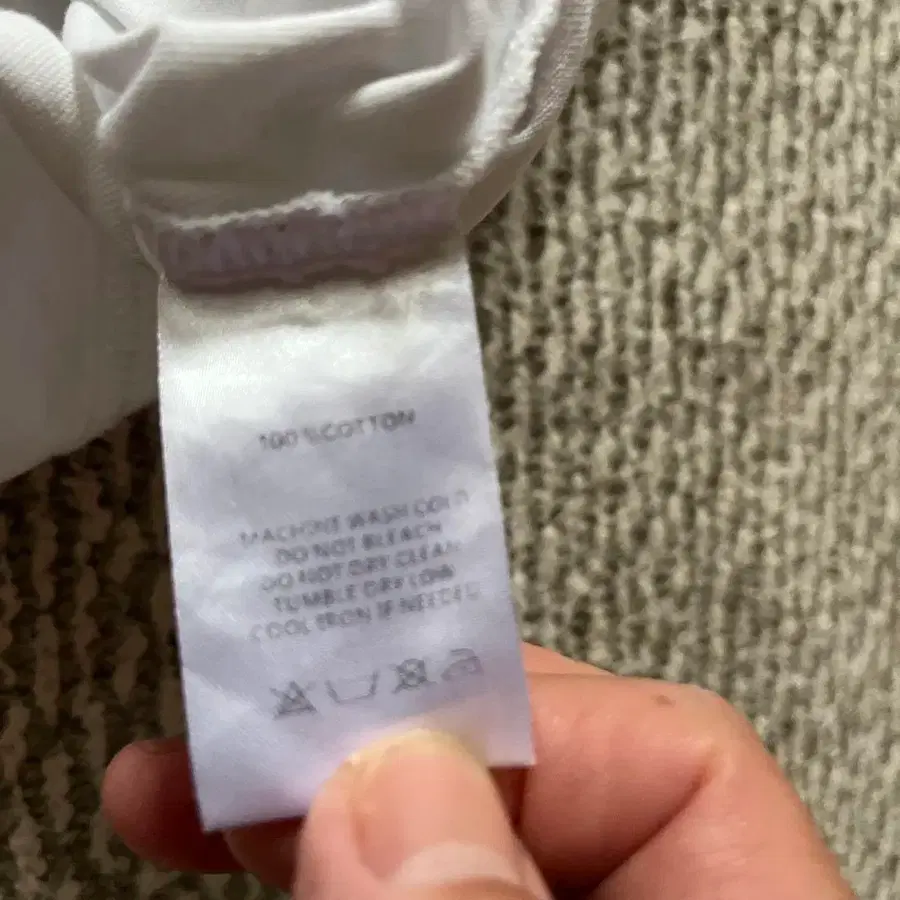 100 %COTTON
MACHINE WASH COLD
DO NOT BLEACH
DO NOT DRY CLEAN
TUMBLE DRY LOW
COOL IRON IF NEEDED